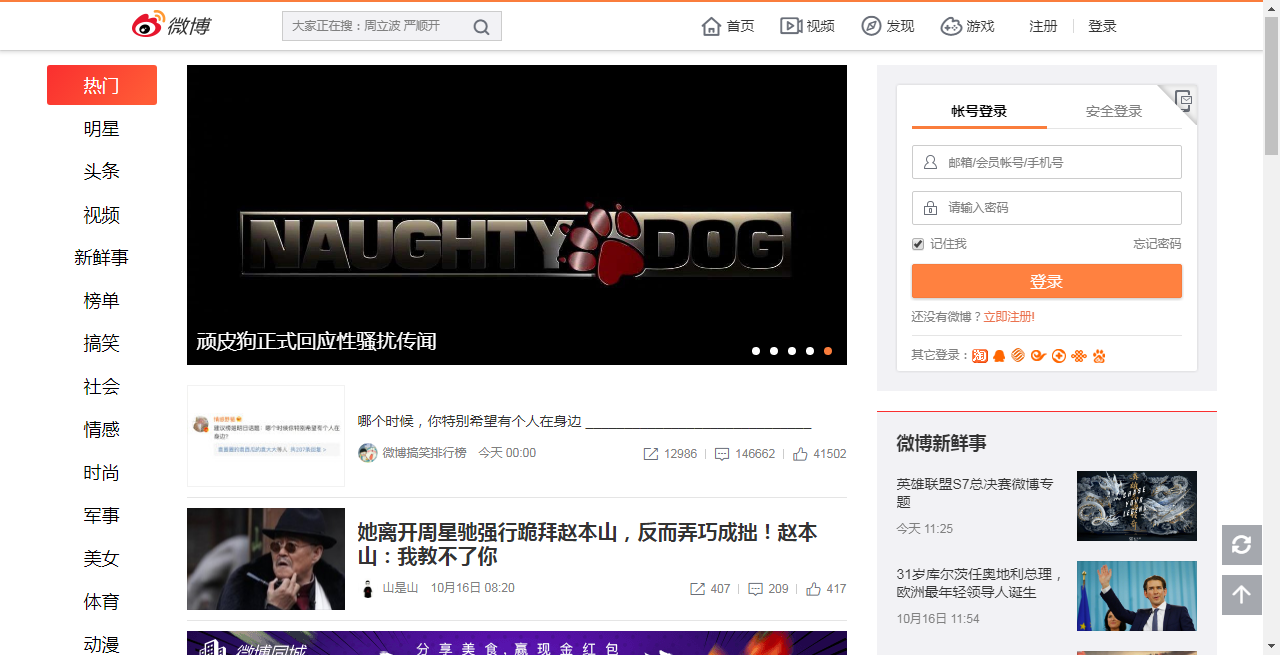 微博
大家正在搜：周立波 严顺开
首页
视频
发现
游戏
注册
登录
热门
明星
头条
视频
新鲜事
榜单
搞笑
社会
情感
时尚
军事
美女
体育
动漫
NAUGHTY DOG
顽皮狗正式回应性骚扰传闻
哪个时候，你特别希望有个人在身边 ________________________________
微博搞笑排行榜 今天 00:00
12986
146662
41502
她离开周星驰强行跪拜赵本山，反而弄巧成拙！赵本
山：我教不了你
山是山 10月16日 08:20
407
209
417
微博同城
分享美食,赢现金红包
帐号登录
安全登录
邮箱/会员帐号/手机号
请输入密码
记住我
忘记密码
登录
还没有微博？立即注册!
其它登录：
淘
微博新鲜事
英雄联盟S7总决赛微博专
题
今天 11:25
31岁库尔茨任奥地利总理，
欧洲最年轻领导人诞生
10月16日 11:54